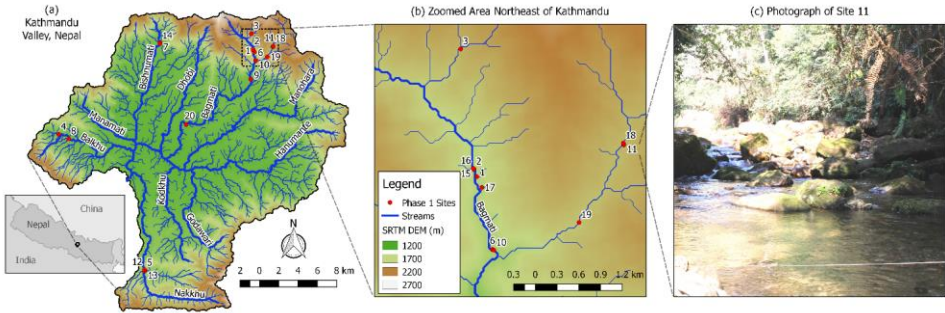 (a)
Kathmandu
Valley, Nepal
(b) Zoomed Area Northeast of Kathmandu
(c) Photograph of Site 11
3
14
7
2
1
11
18
6
10
19
9
Bishnumati
Dhobi
Bagmati
Manohara
20
4
8
Balkhu
Manamati
Hanumante
Kodkhu
Godawari
China
Nepal
India
N
12
5
13
Nakkhu
2 0 2 4 6 8 km
3
16
2
15
1
17
Bagmati
6
10
18
11
19
Legend
Phase 1 Sites
Streams
SRTM DEM (m)
1200
1700
2200
2700
0.3 0 0.3 0.6 0.9 1.2 km